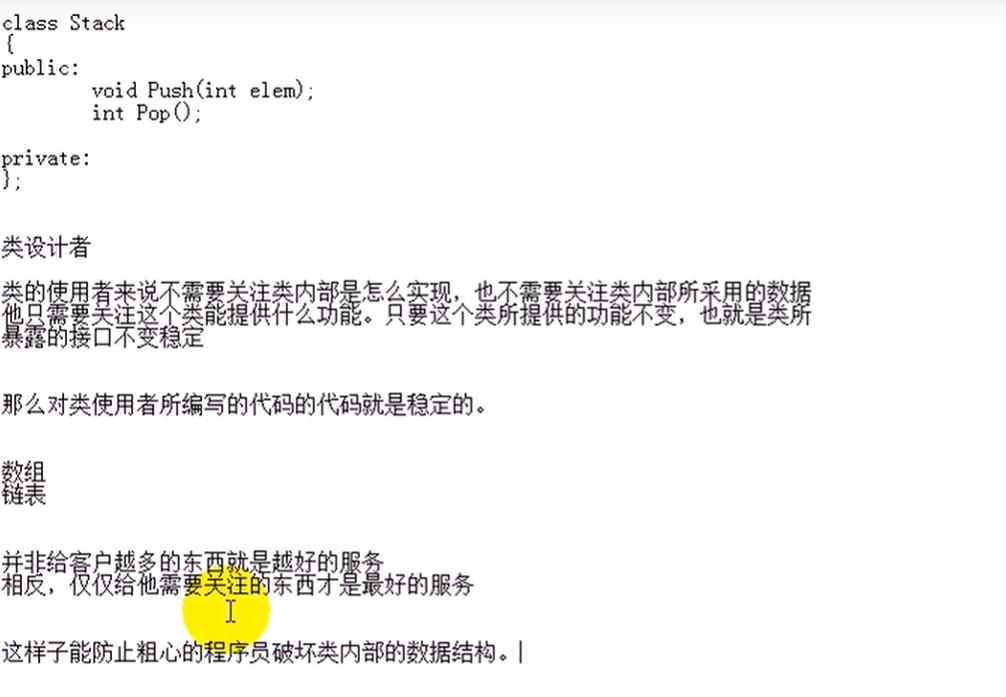 class Stack
{
public:
void Push(int elem);
int Pop();
private:
};
类设计者
类的使用者来说不需要关注类内部是怎么实现，也不需要关注类内部所采用的数据
他只需要关注这个类能提供什么功能。只要这个类所提供的功能不变，也就是类所
暴露的接口不变稳定
那么对类使用者所编写的代码的代码就是稳定的。
数组
链表
并非给客户越多的东西就是越好的服务
相反，仅仅给他需要关注的东西才是最好的服务
这样子能防止粗心的程序员破坏类内部的数据结构。